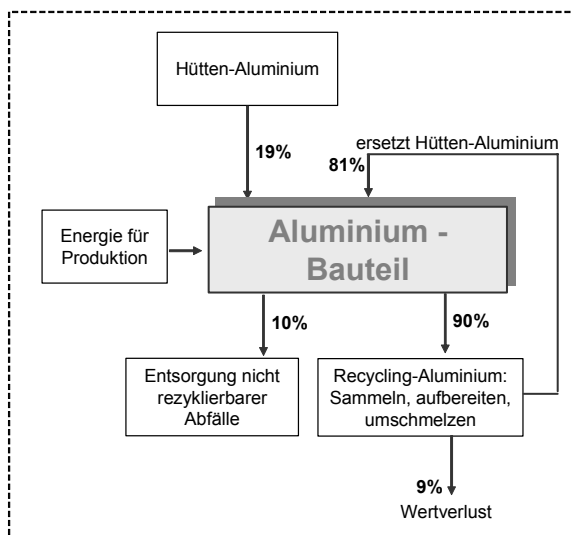 Hütten-Aluminium
ersetzt Hütten-Aluminium
19%
81%
Energie für
Produktion
Aluminium -
Bauteil
10%
90%
Entsorgung nicht
rezyklierbarer
Abfälle
Recycling-Aluminium:
Sammeln, aufbereiten,
umschmelzen
9%
Wertverlust